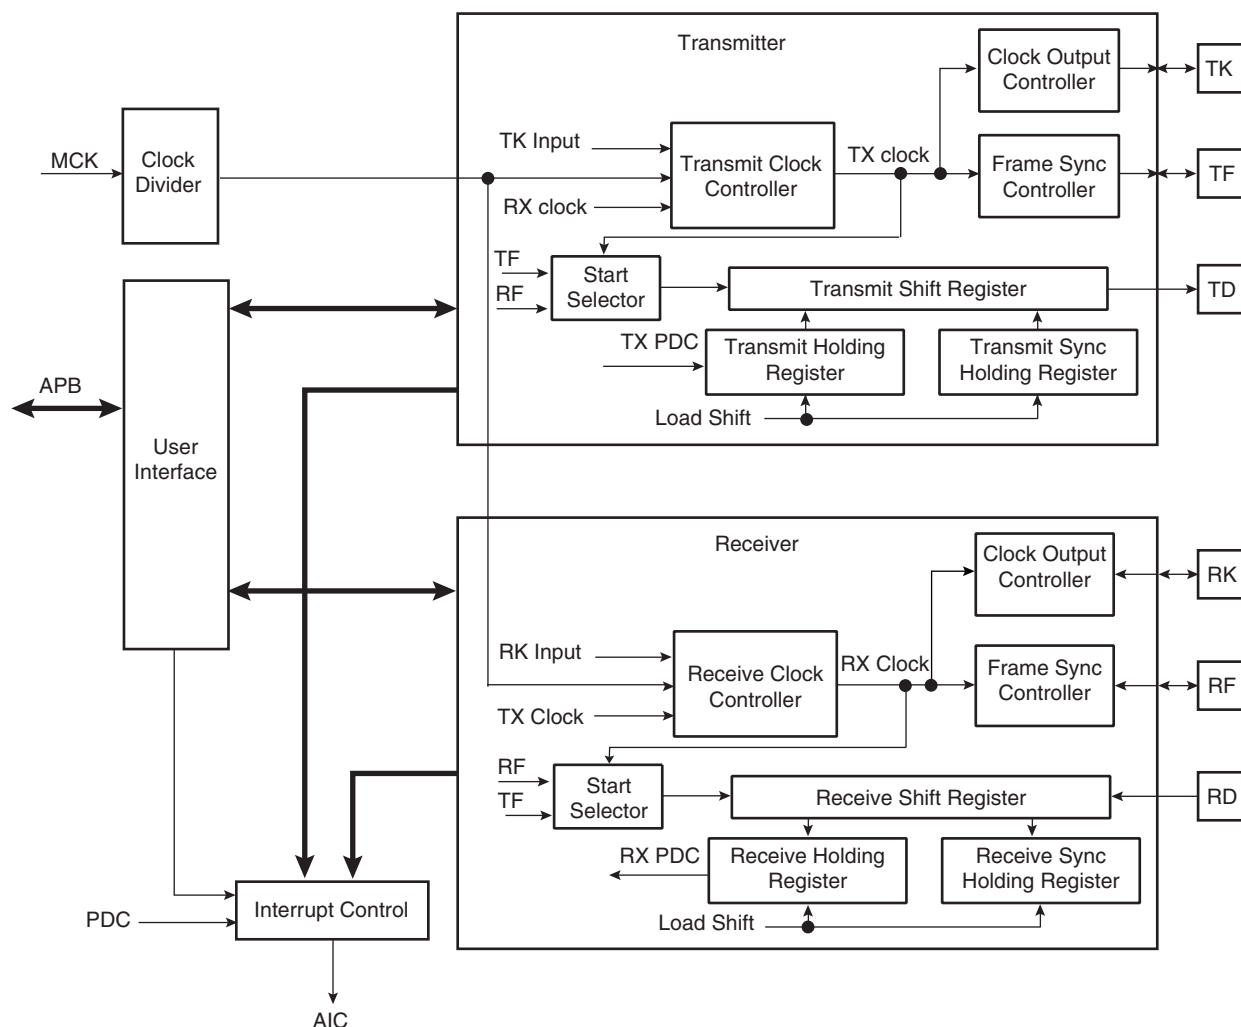 Transmitter
Clock Output
Controller
TK
MCK
Clock
Divider
TK Input
Transmit Clock
Controller
TX clock
Frame Sync
Controller
TF
RX clock
TF
RF
Start
Selector
Transmit Shift Register
TD
TX PDC
Transmit Holding
Register
Transmit Sync
Holding Register
Load Shift
APB
User
Interface
Receiver
Clock Output
Controller
RK
RK Input
Receive Clock
Controller
RX Clock
Frame Sync
Controller
RF
TX Clock
RF
TF
Start
Selector
Receive Shift Register
RD
RX PDC
Receive Holding
Register
Receive Sync
Holding Register
Load Shift
PDC
Interrupt Control
AIC